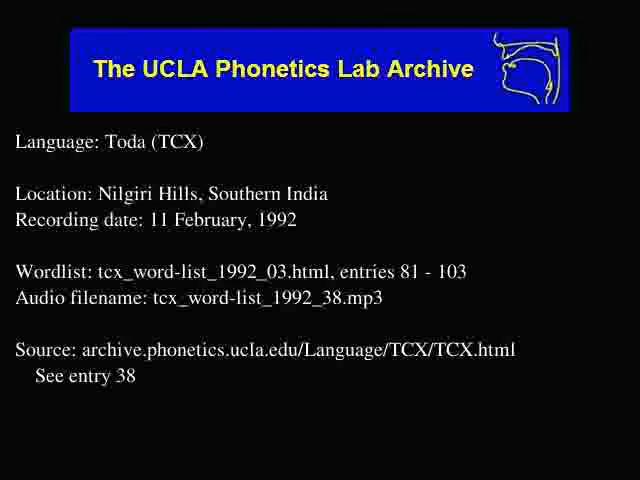 The UCLA Phonetics Lab Archive
Language: Toda (TCX)
Location: Nilgiri Hills, Southern India
Recording date: 11 February, 1992
Wordlist: tcx_word-list_1992_03.html, entries 81 - 103
Audio filename: tcx_word-list_1992_38.mp3
Source: archive.phonetics.ucla.edu/Language/TCX/TCX.html
See entry 38